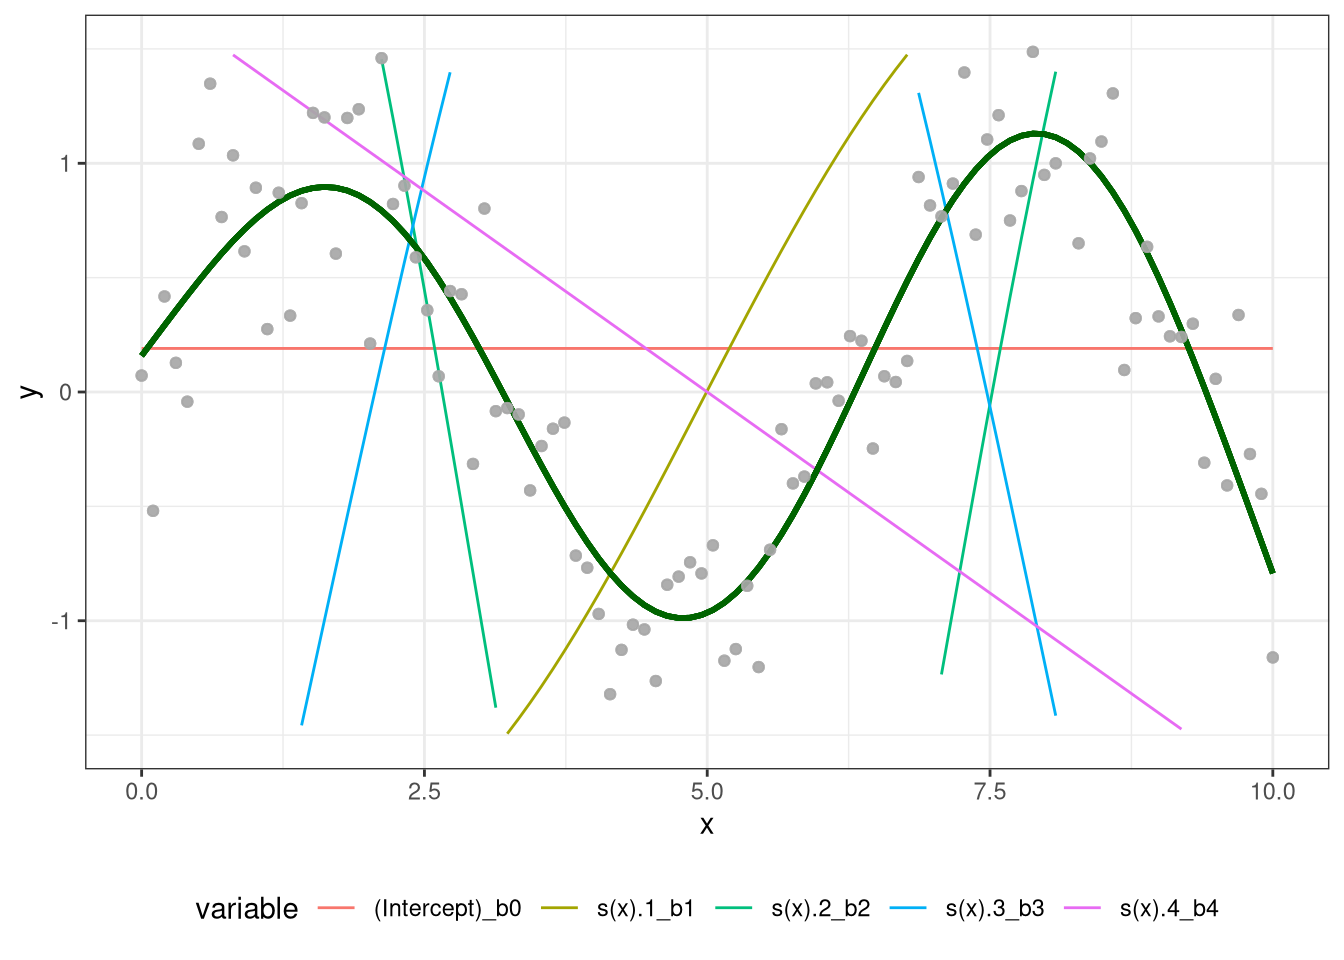 1
0
-1
y
0.0 2.5 5.0 7.5 10.0
x
variable (Intercept)_b0 s(x).1_b1 s(x).2_b2 s(x).3_b3 s(x).4_b4